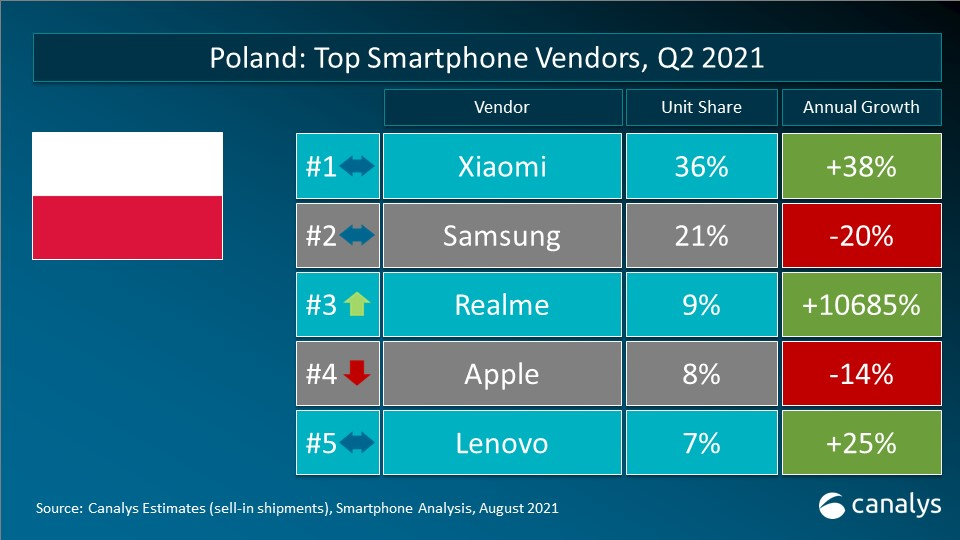 Poland: Top Smartphone Vendors, Q2 2021
Vendor Unit Share Annual Growth
#1 Xiaomi 36% +38%
#2 Samsung 21% -20%
#3 Realme 9% +10685%
#4 Apple 8% -14%
#5 Lenovo 7% +25%
Source: Canalys Estimates (sell-in shipments), Smartphone Analysis, August 2021
canalys